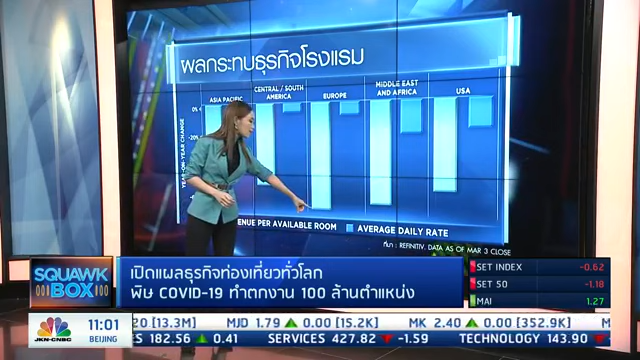 ผลกระทบธุรกิจโรงแรม
ASIA PACIFIC
CENTRAL / SOUTH
AMERICA
EUROPE
MIDDLE EAST
AND AFRICA
USA
0%
-20%
YEAR-ON-YEAR CHANGE
ENUE PER AVAILABLE ROOM
AVERAGE DAILY RATE
ที่มา : REFINITIV, DATA AS OF MAR 3 CLOSE
SQUAWK
BOX
เปิดแผลธุรกิจท่องเที่ยวทั่วโลก
พิษ COVID-19 ทำตกงาน 100 ล้านตำแหน่ง
SET INDEX -0.62
SET 50 -1.18
MAI 1.27
JKN-CNBC
11:01
BEIJING
20 [13.3M] MJD 1.79 0.00 [15.2K] MK 2.40 0.00 [352.9K]
ES 182.56 0.41 SERVICES 427.82 -1.59 TECHNOLOGY 143.90